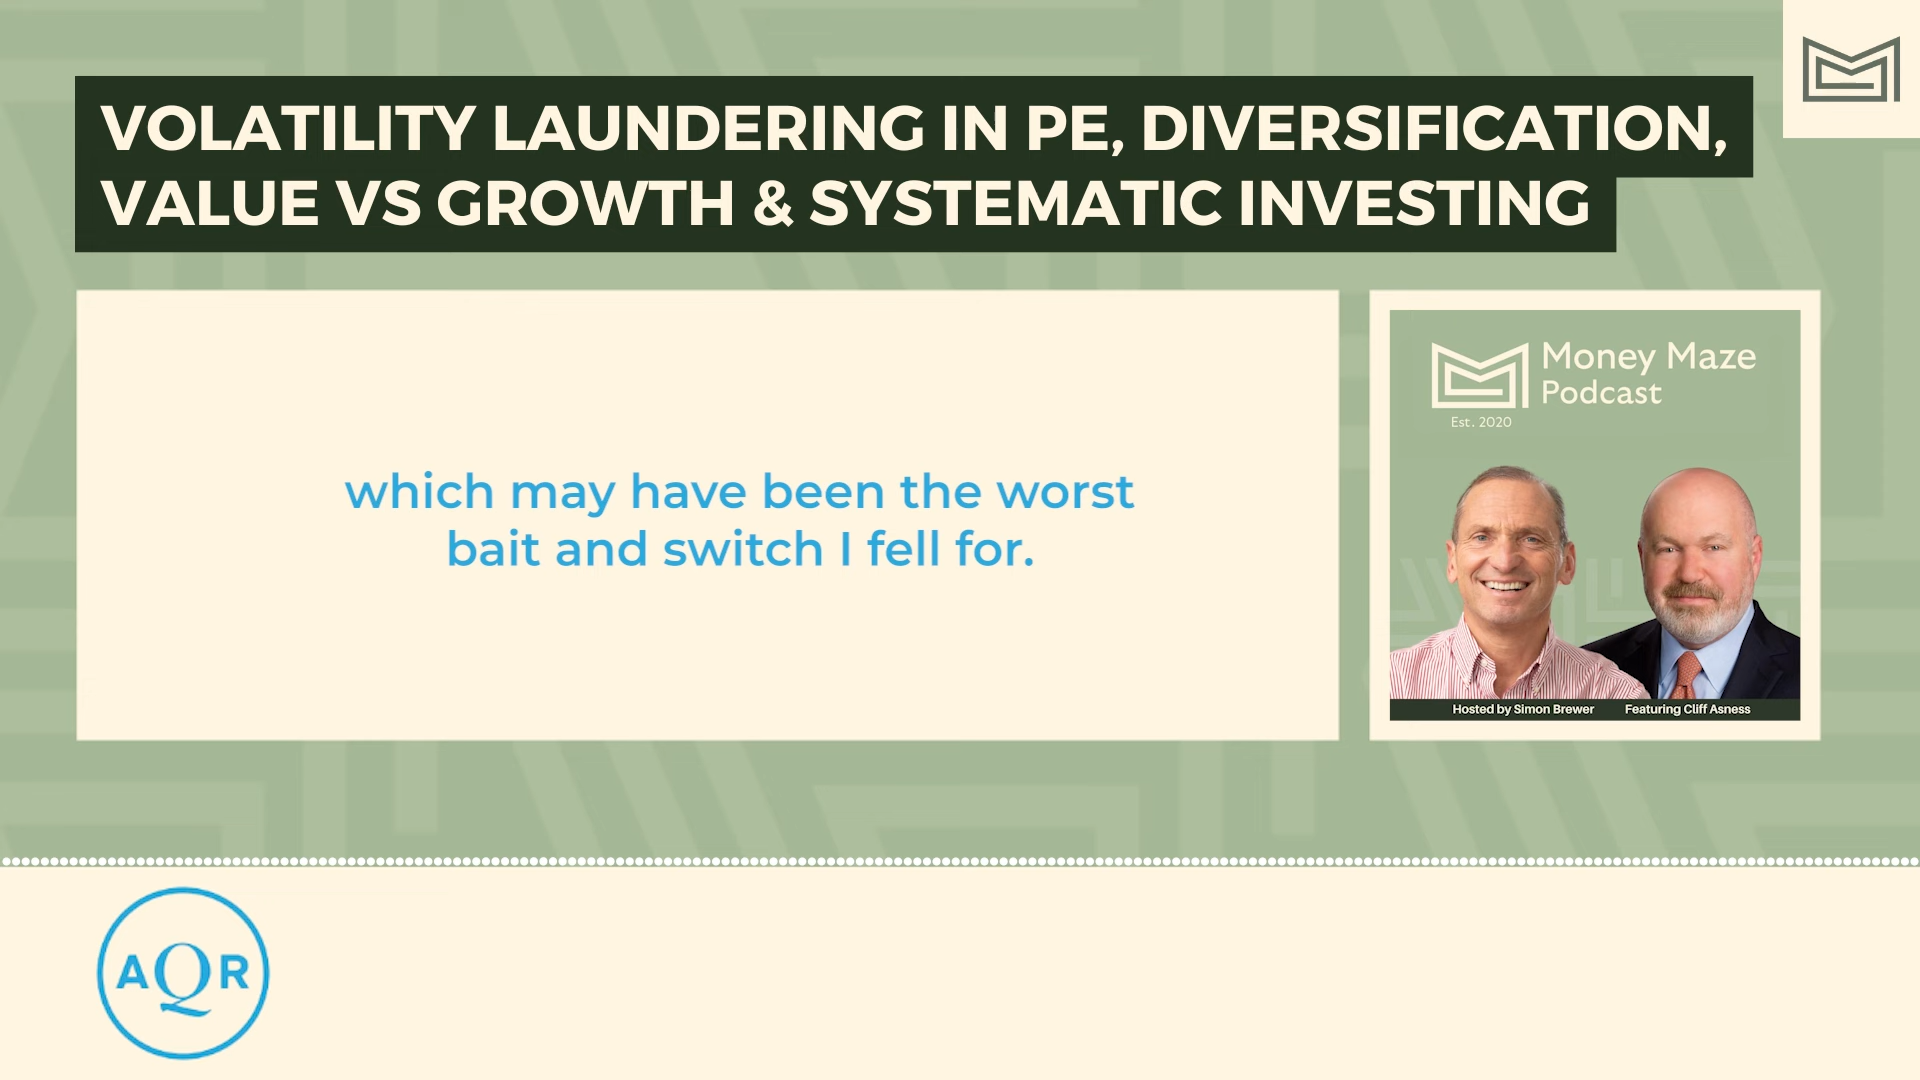 VOLATILITY LAUNDERING IN PE, DIVERSIFICATION,
VALUE VS GROWTH & SYSTEMATIC INVESTING
which may have been the worst
bait and switch I fell for.
Money Maze
Podcast
Est. 2020
Hosted by Simon Brewer
Featuring Cliff Asness
AQR